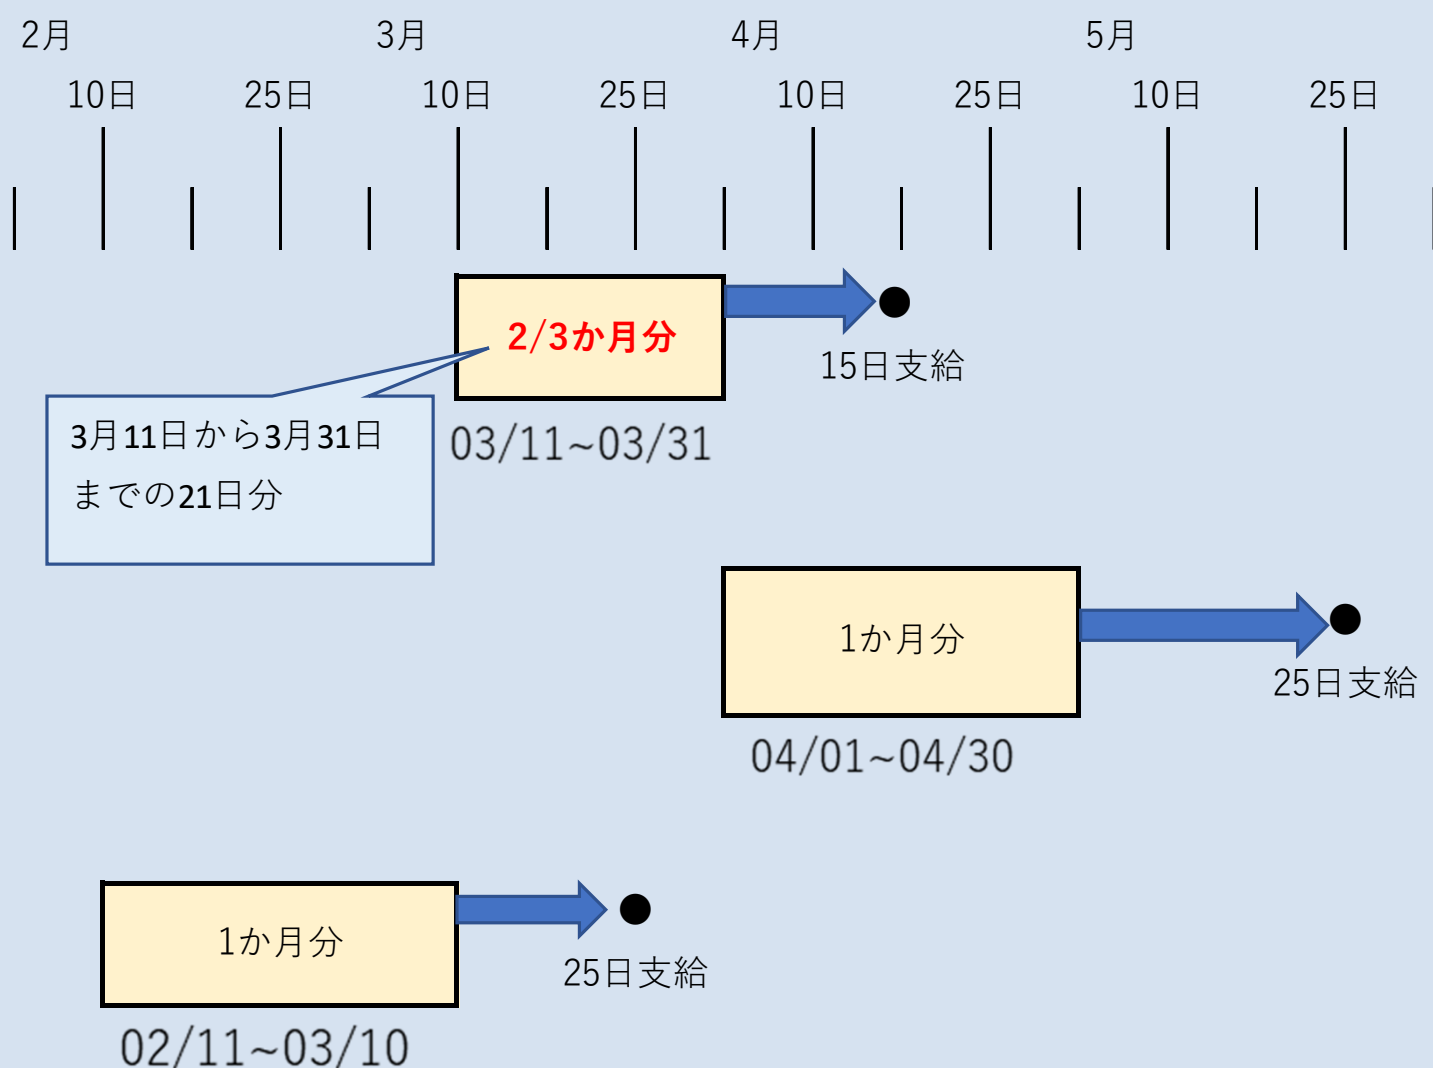 2月 3月 4月 5月
10日 25日 10日 25日 10日 25日 10日 25日
2/3か月分
15日支給
3月11日から3月31日
までの21日分
03/11~03/31
1か月分
25日支給
04/01~04/30
1か月分
25日支給
02/11~03/10